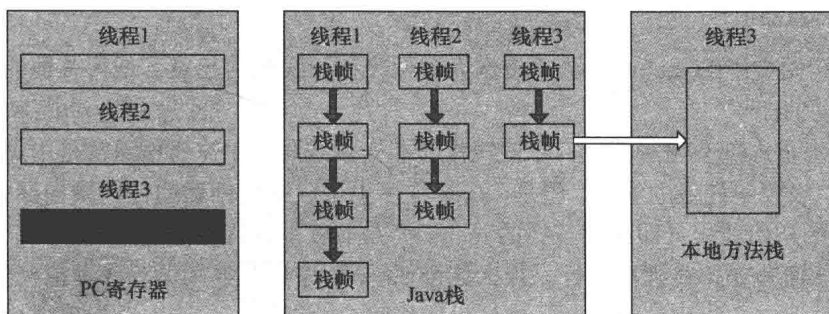 线程1
线程2
线程3
PC寄存器
线程1 线程2 线程3
栈帧 栈帧 栈帧
栈帧 栈帧 栈帧
栈帧 栈帧
栈帧
Java栈
线程3
本地方法栈